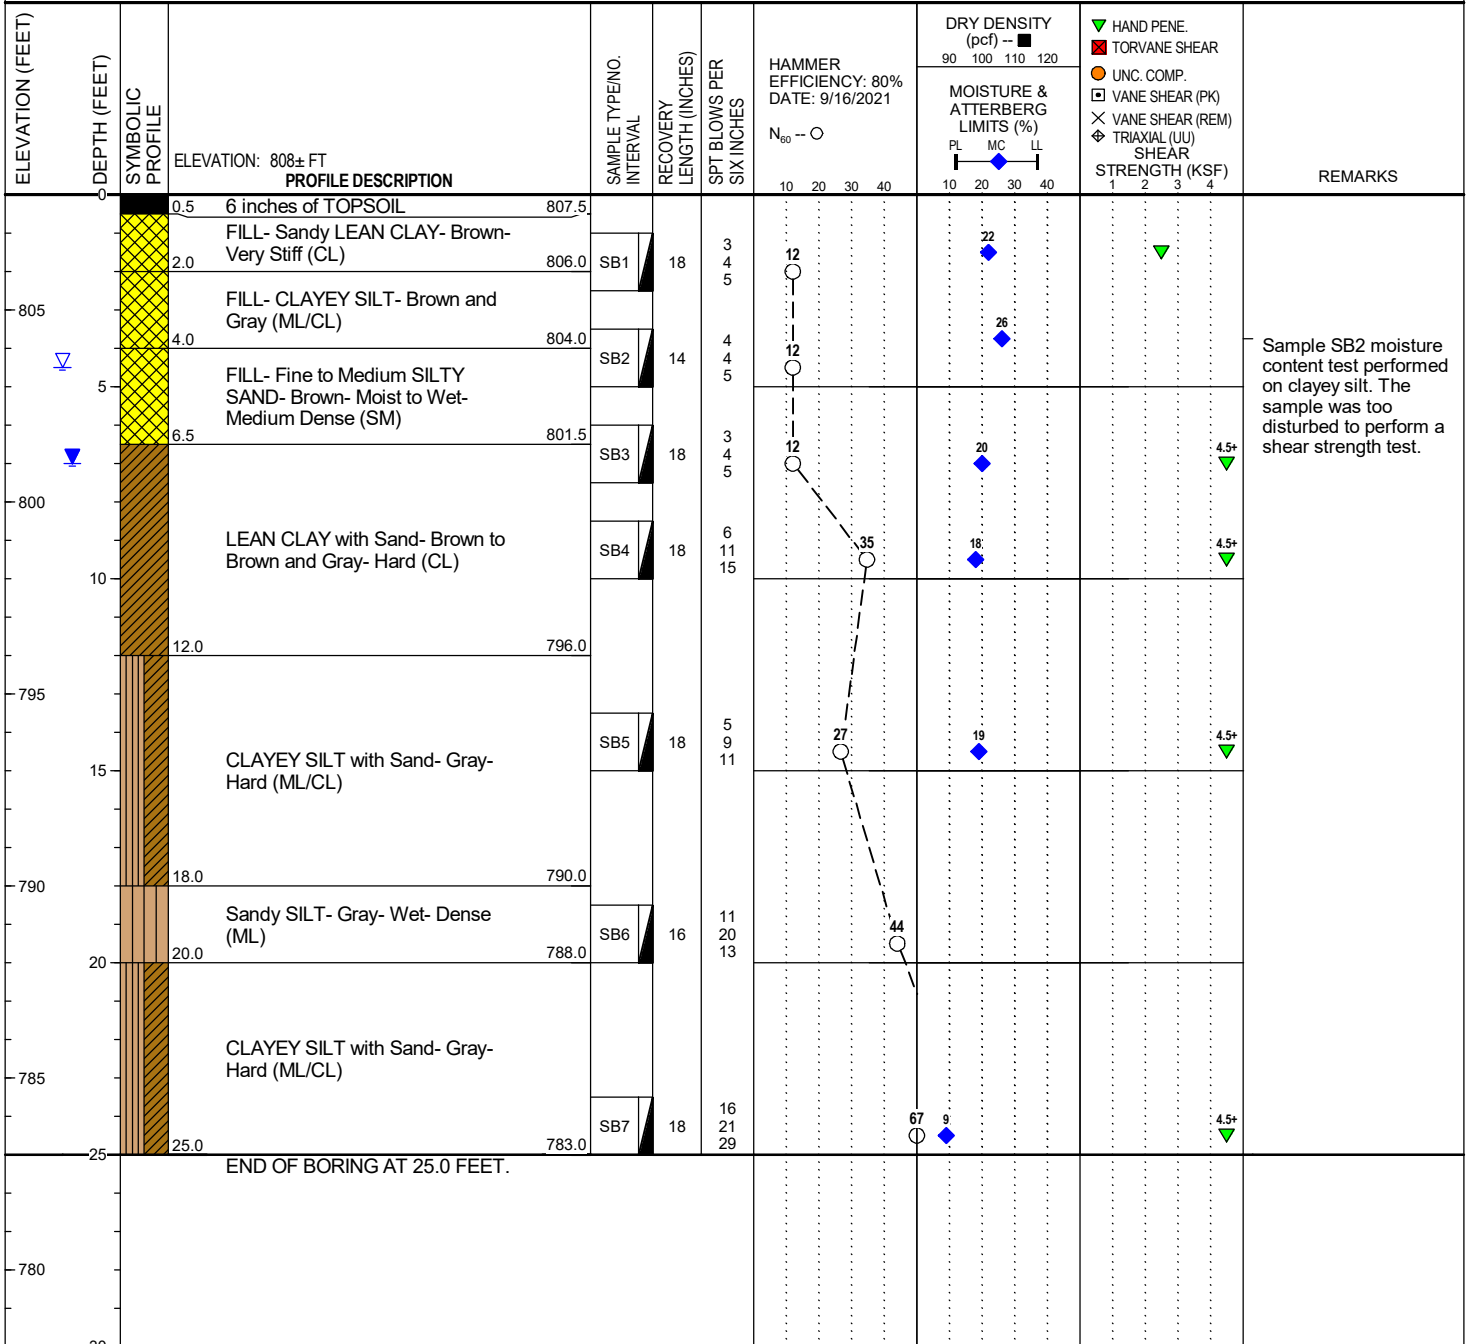 ELEVATION (FEET)
DEPTH (FEET)
SYMBOLIC
PROFILE
ELEVATION: 808± FT
PROFILE DESCRIPTION
SAMPLE TYPE/NO.
INTERVAL
RECOVERY
LENGTH (INCHES)
SPT BLOWS PER
SIX INCHES
HAMMER
EFFICIENCY: 80%
DATE: 9/16/2021
N60 --
10 20 30 40
DRY DENSITY
(pcf) --
90 100 110 120
MOISTURE &
ATTERBERG
LIMITS (%)
PL MC LL
10 20 30 40
HAND PENE.
TORVANE SHEAR
UNC. COMP.
VANE SHEAR (PK)
VANE SHEAR (REM)
TRIAXIAL (UU)
SHEAR
STRENGTH (KSF)
1 2 3 4
REMARKS
0
0.5 6 inches of TOPSOIL 807.5
FILL- Sandy LEAN CLAY- Brown-
Very Stiff (CL)
2.0 806.0
SB1 18
3
4
5
12
22
805
FILL- CLAYEY SILT- Brown and
Gray (ML/CL)
4.0 804.0
26
SB2 14
4
4
5
12
Sample SB2 moisture
content test performed
on clayey silt. The
sample was too
disturbed to perform a
shear strength test.
5
FILL- Fine to Medium SILTY
SAND- Brown- Moist to Wet-
Medium Dense (SM)
6.5 801.5
SB3 18
3
4
5
12
20
4.5+
800
LEAN CLAY with Sand- Brown to
Brown and Gray- Hard (CL)
SB4 18
6
11
15
35
18
4.5+
10
12.0 796.0
795
CLAYEY SILT with Sand- Gray-
Hard (ML/CL)
SB5 18
5
9
11
27
19
4.5+
15
18.0 790.0
790
Sandy SILT- Gray- Wet- Dense
(ML)
20.0 788.0
SB6 16
11
20
13
44
20
CLAYEY SILT with Sand- Gray-
Hard (ML/CL)
785
SB7 18
16
21
29
67
9
4.5+
25.0 783.0
25
END OF BORING AT 25.0 FEET.
780